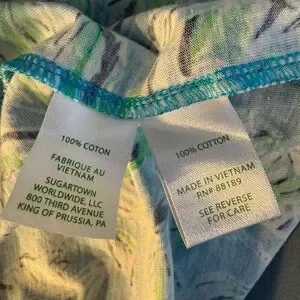 100% COTON
FABRIQUE AU
VIETNAM
SUGARTOWN
WORLDWIDE, LLC
800 THIRD AVENUE
KING OF PRUSSIA, PA
100% COTTON
MADE IN VIETNAM
RN# 88189
SEE REVERSE
FOR CARE